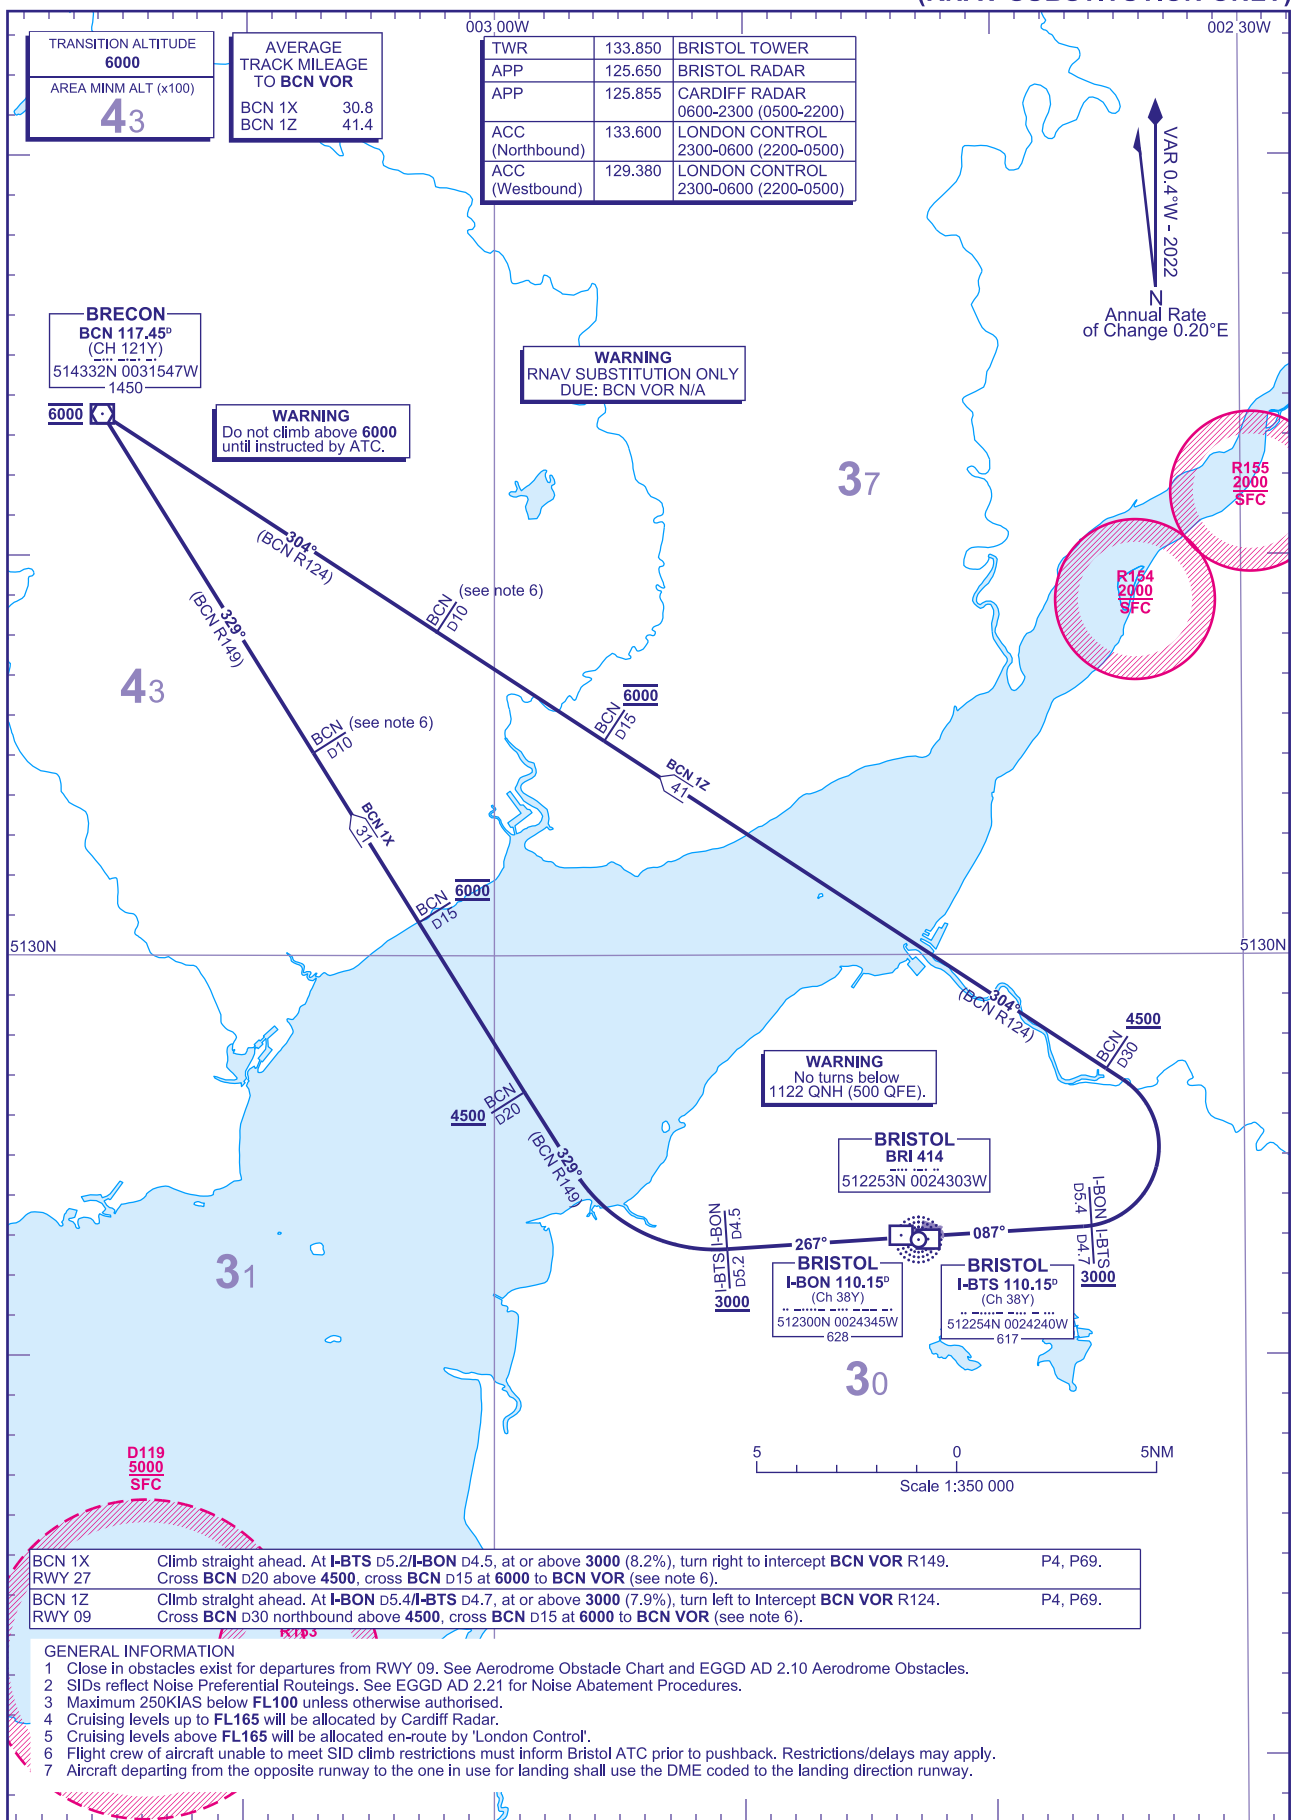 003 00W
002 30W
TRANSITION ALTITUDE
6000
AREA MINM ALT (x100)
43
AVERAGE
TRACK MILEAGE
TO BCN VOR
BCN 1X 30.8
BCN 1Z 41.4
TWR 133.850 BRISTOL TOWER
APP 125.650 BRISTOL RADAR
APP 125.855 CARDIFF RADAR
0600-2300 (0500-2200)
ACC 133.600 LONDON CONTROL
(Northbound) 2300-0600 (2200-0500)
ACC 129.380 LONDON CONTROL
(Westbound) 2300-0600 (2200-0500)
VAR 0.4°W - 2022
N
Annual Rate
of Change 0.20°E
BRECON
BCN 117.45D
(CH 121Y)
514332N 0031547W
1450
6000
WARNING
Do not climb above 6000
until instructed by ATC.
WARNING
RNAV SUBSTITUTION ONLY
DUE: BCN VOR N/A
37
R155
2000
SFC
R154
2000
SFC
304°
(BCN R124)
BCN
D10
(see note 6)
329°
(BCN R149)
43
BCN
D10
(see note 6)
6000
BCN
D15
BCN 1Z
41
BCN 1X
31
6000
BCN
D15
5130N
5130N
304°
(BCN R124)
4500
BCN
D30
WARNING
No turns below
1122 QNH (500 QFE).
4500
BCN
D20
329°
(BCN R149)
BRISTOL
BRI 414
512253N 0024303W
I-BON
D5.4
I-BTS
D4.7
3000
I-BON
D4.5
I-BTS
D5.2
3000
267°
087°
BRISTOL
I-BON 110.15D
(Ch 38Y)
512300N 0024345W
628
BRISTOL
I-BTS 110.15D
(Ch 38Y)
512254N 0024240W
617
31
30
5 0 5NM
Scale 1:350 000
D119
5000
SFC
BCN 1X Climb straight ahead. At I-BTS D5.2/I-BON D4.5, at or above 3000 (8.2%), turn right to intercept BCN VOR R149. P4, P69.
RWY 27 Cross BCN D20 above 4500, cross BCN D15 at 6000 to BCN VOR (see note 6).
BCN 1Z Climb straight ahead. At I-BON D5.4/I-BTS D4.7, at or above 3000 (7.9%), turn left to intercept BCN VOR R124. P4, P69.
RWY 09 Cross BCN D30 northbound above 4500, cross BCN D15 at 6000 to BCN VOR (see note 6).
GENERAL INFORMATION
1 Close in obstacles exist for departures from RWY 09. See Aerodrome Obstacle Chart and EGGD AD 2.10 Aerodrome Obstacles.
2 SIDs reflect Noise Preferential Routeings. See EGGD AD 2.21 for Noise Abatement Procedures.
3 Maximum 250KIAS below FL100 unless otherwise authorised.
4 Cruising levels up to FL165 will be allocated by Cardiff Radar.
5 Cruising levels above FL165 will be allocated en-route by 'London Control'.
6 Flight crew of aircraft unable to meet SID climb restrictions must inform Bristol ATC prior to pushback. Restrictions/delays may apply.
7 Aircraft departing from the opposite runway to the one in use for landing shall use the DME coded to the landing direction runway.